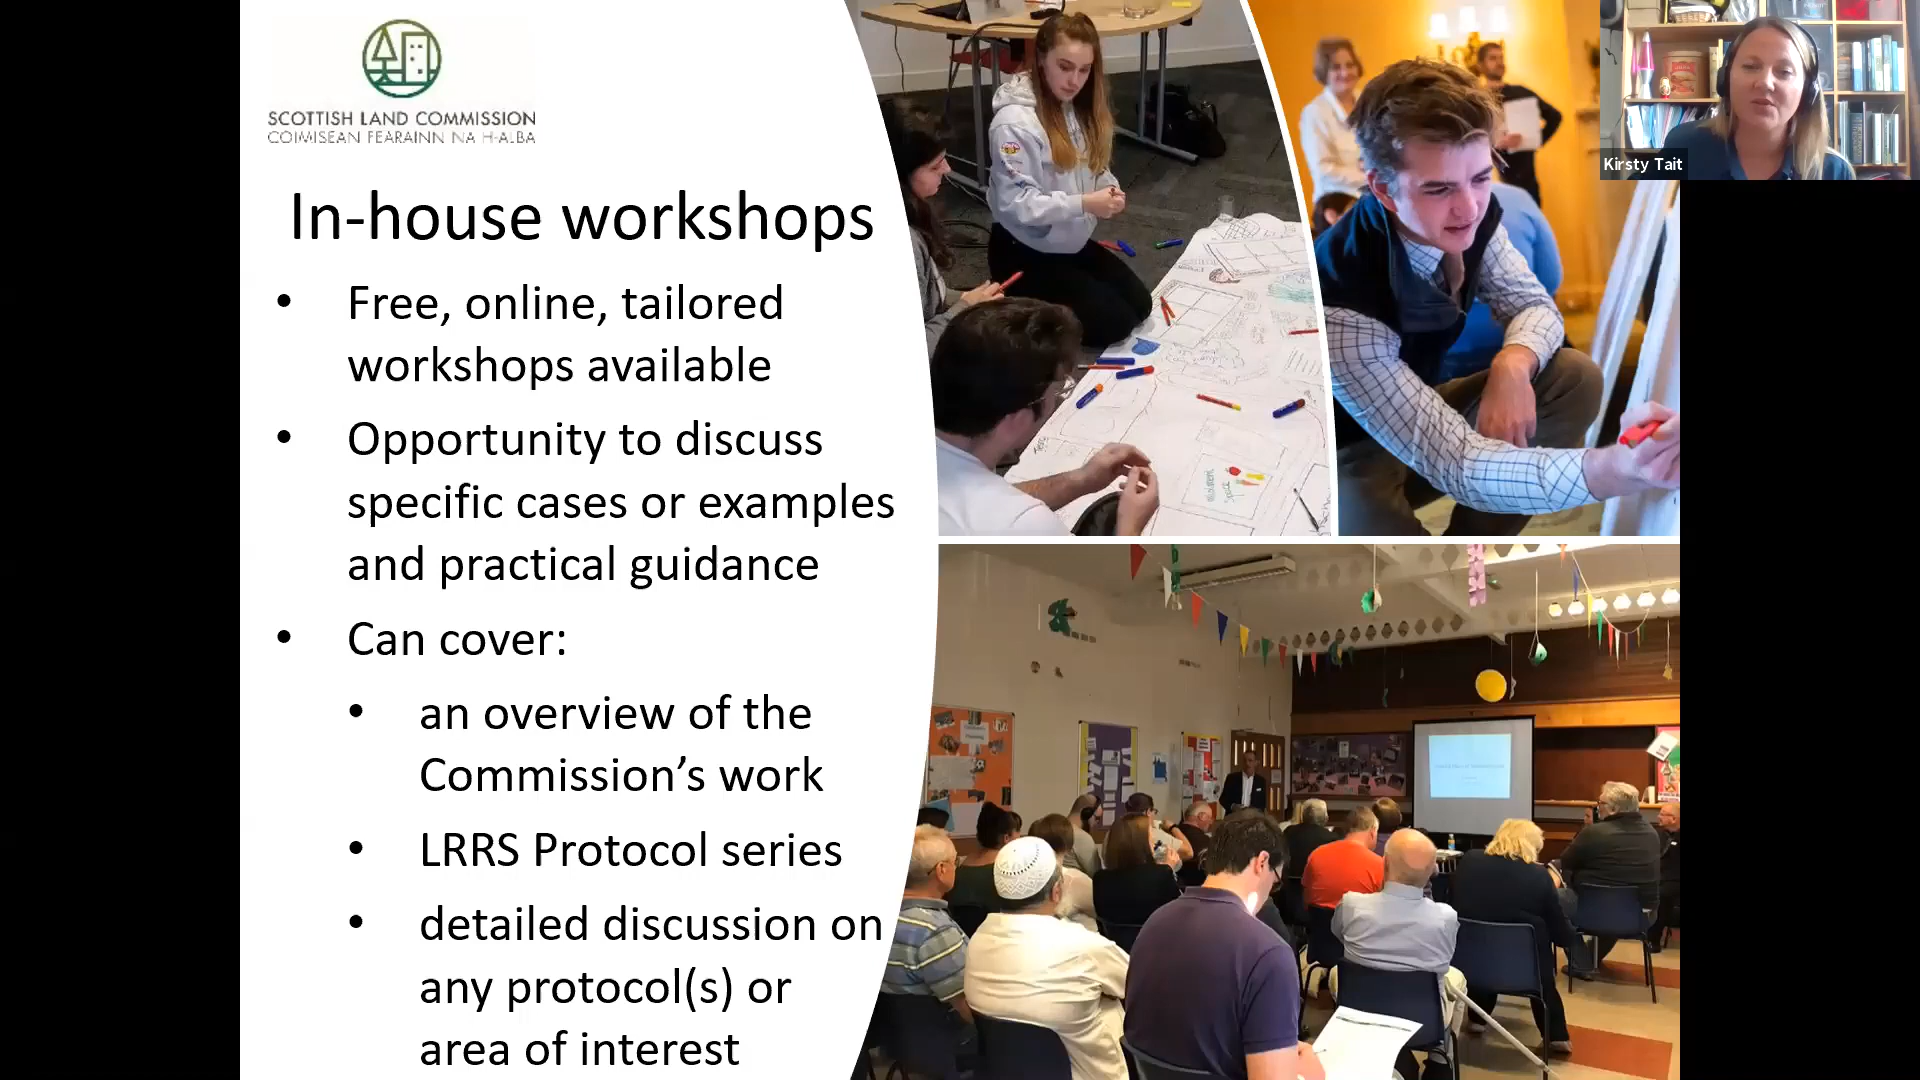 SCOTTISH LAND COMMISSION
COIMISEAN FEARAINN NA H-ALBA
In-house workshops
• Free, online, tailored
workshops available
• Opportunity to discuss
specific cases or examples
and practical guidance
• Can cover:
• an overview of the
Commission’s work
• LRRS Protocol series
• detailed discussion on
any protocol(s) or
area of interest
Kirsty Tait